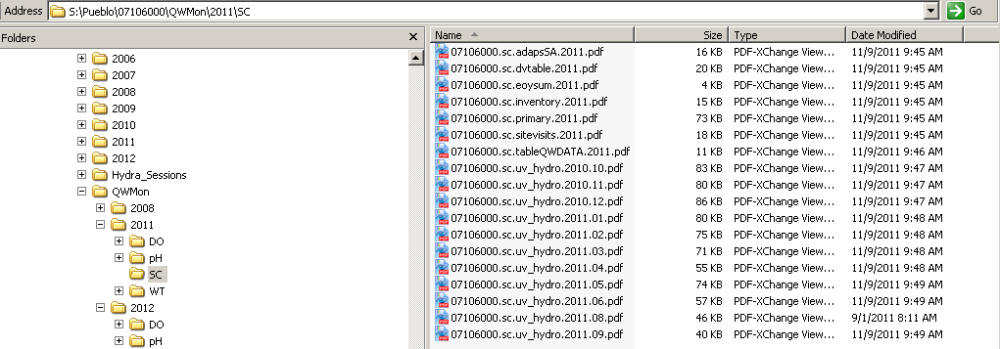 Address S:\Pueblo\07106000\QWMon\2011\SC Go
Folders
2006
2007
2008
2009
2010
2011
2012
Hydra_Sessions
QWMon
2008
2011
DO
pH
SC
WT
2012
DO
pH
Name Size Type Date Modified
07106000.sc.adapsSA.2011.pdf 16 KB PDF-XChange View... 11/9/2011 9:45 AM
07106000.sc.dvtable.2011.pdf 20 KB PDF-XChange View... 11/9/2011 9:45 AM
07106000.sc.eoysum.2011.pdf 4 KB PDF-XChange View... 11/9/2011 9:45 AM
07106000.sc.inventory.2011.pdf 15 KB PDF-XChange View... 11/9/2011 9:45 AM
07106000.sc.primary.2011.pdf 73 KB PDF-XChange View... 11/9/2011 9:45 AM
07106000.sc.sitevisits.2011.pdf 18 KB PDF-XChange View... 11/9/2011 9:45 AM
07106000.sc.tableQWDATA.2011.pdf 11 KB PDF-XChange View... 11/9/2011 9:46 AM
07106000.sc.uv_hydro.2010.10.pdf 83 KB PDF-XChange View... 11/9/2011 9:47 AM
07106000.sc.uv_hydro.2010.11.pdf 80 KB PDF-XChange View... 11/9/2011 9:47 AM
07106000.sc.uv_hydro.2010.12.pdf 86 KB PDF-XChange View... 11/9/2011 9:47 AM
07106000.sc.uv_hydro.2011.01.pdf 80 KB PDF-XChange View... 11/9/2011 9:48 AM
07106000.sc.uv_hydro.2011.02.pdf 75 KB PDF-XChange View... 11/9/2011 9:48 AM
07106000.sc.uv_hydro.2011.03.pdf 71 KB PDF-XChange View... 11/9/2011 9:48 AM
07106000.sc.uv_hydro.2011.04.pdf 55 KB PDF-XChange View... 11/9/2011 9:48 AM
07106000.sc.uv_hydro.2011.05.pdf 74 KB PDF-XChange View... 11/9/2011 9:49 AM
07106000.sc.uv_hydro.2011.06.pdf 57 KB PDF-XChange View... 11/9/2011 9:49 AM
07106000.sc.uv_hydro.2011.08.pdf 46 KB PDF-XChange View... 9/1/2011 8:11 AM
07106000.sc.uv_hydro.2011.09.pdf 40 KB PDF-XChange View... 11/9/2011 9:49 AM